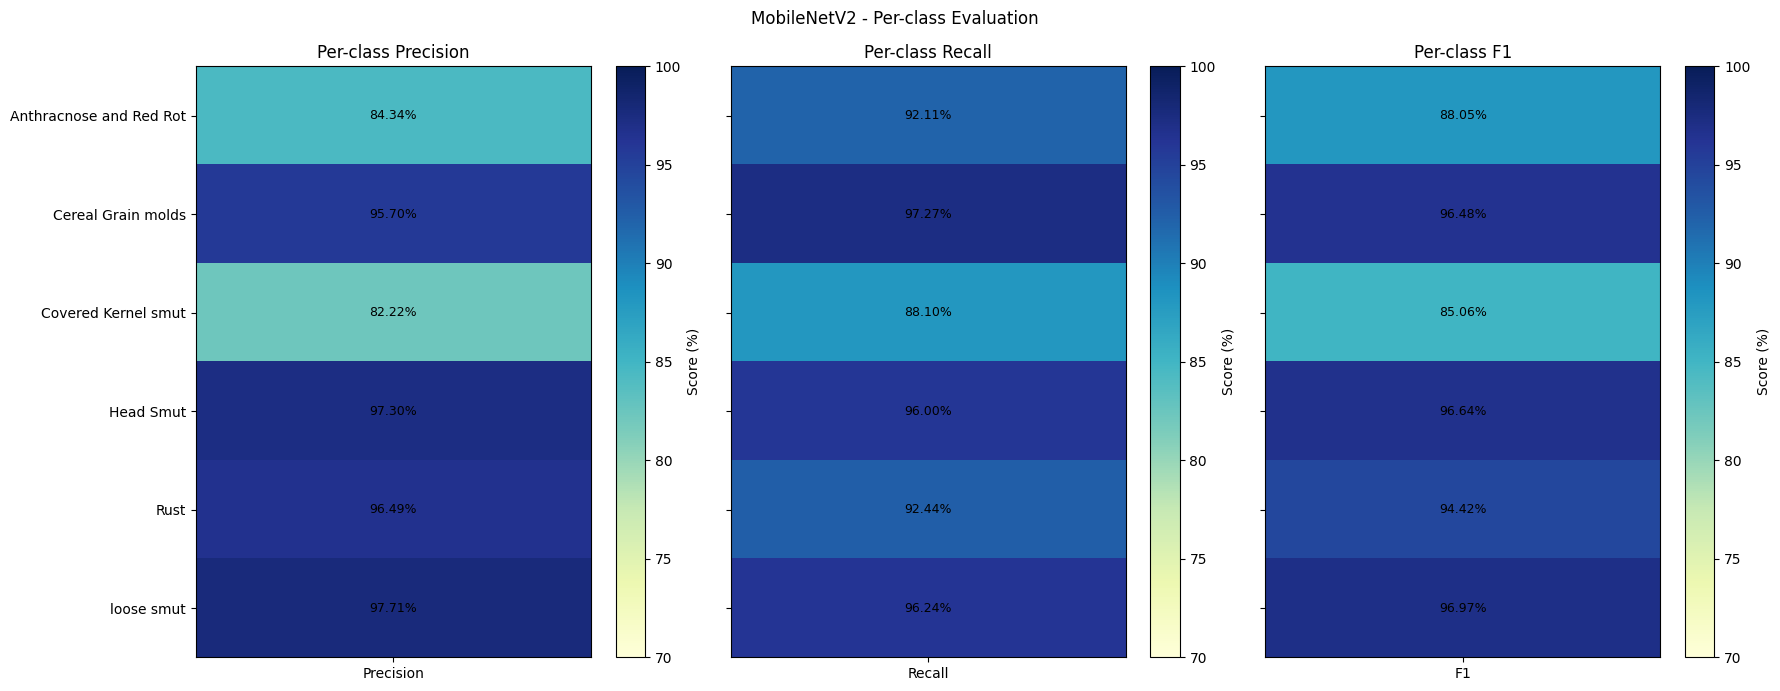 MobileNetV2 - Per-class Evaluation
Per-class Precision
Anthracnose and Red Rot
Cereal Grain molds
Covered Kernel smut
Head Smut
Rust
loose smut
84.34%
95.70%
82.22%
97.30%
96.49%
97.71%
Precision
100
95
90
85
80
75
70
Score (%)
Per-class Recall
92.11%
97.27%
88.10%
96.00%
92.44%
96.24%
Recall
100
95
90
85
80
75
70
Score (%)
Per-class F1
88.05%
96.48%
85.06%
96.64%
94.42%
96.97%
F1
100
95
90
85
80
75
70
Score (%)